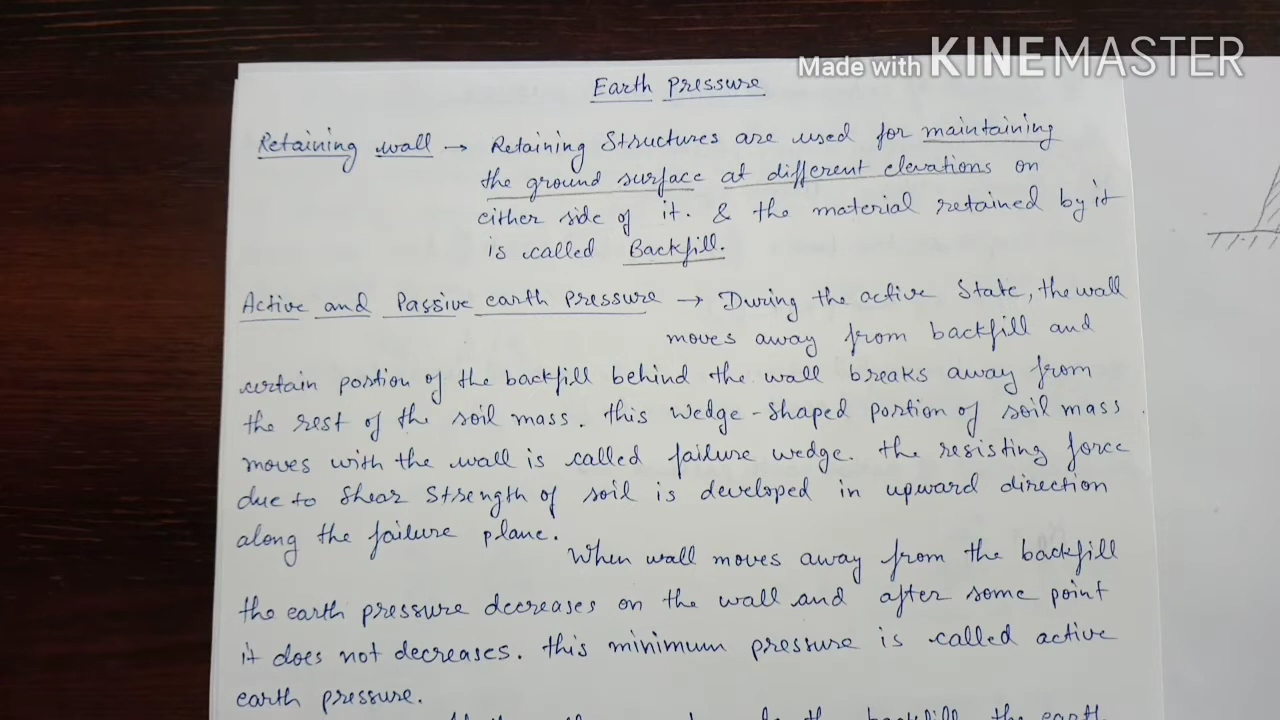 Made with KINEMASTER
Earth Pressure
Retaining wall → Retaining Structures are used for maintaining
the ground surface at different elevations on
either side of it. & the material retained by it
is called Backfill.
Active and Passive earth pressure → During the active State, the wall
moves away from backfill and
certain portion of the backfill behind the wall breaks away from
the rest of the soil mass. this wedge-shaped portion of soil mass
moves with the wall is called failure wedge. the resisting force
due to shear strength of soil is developed in upward direction
along the failure plane.
When wall moves away from the backfill
the earth pressure decreases on the wall and after some point
it does not decreases. this minimum pressure is called active
earth pressure.
the backfill the earth